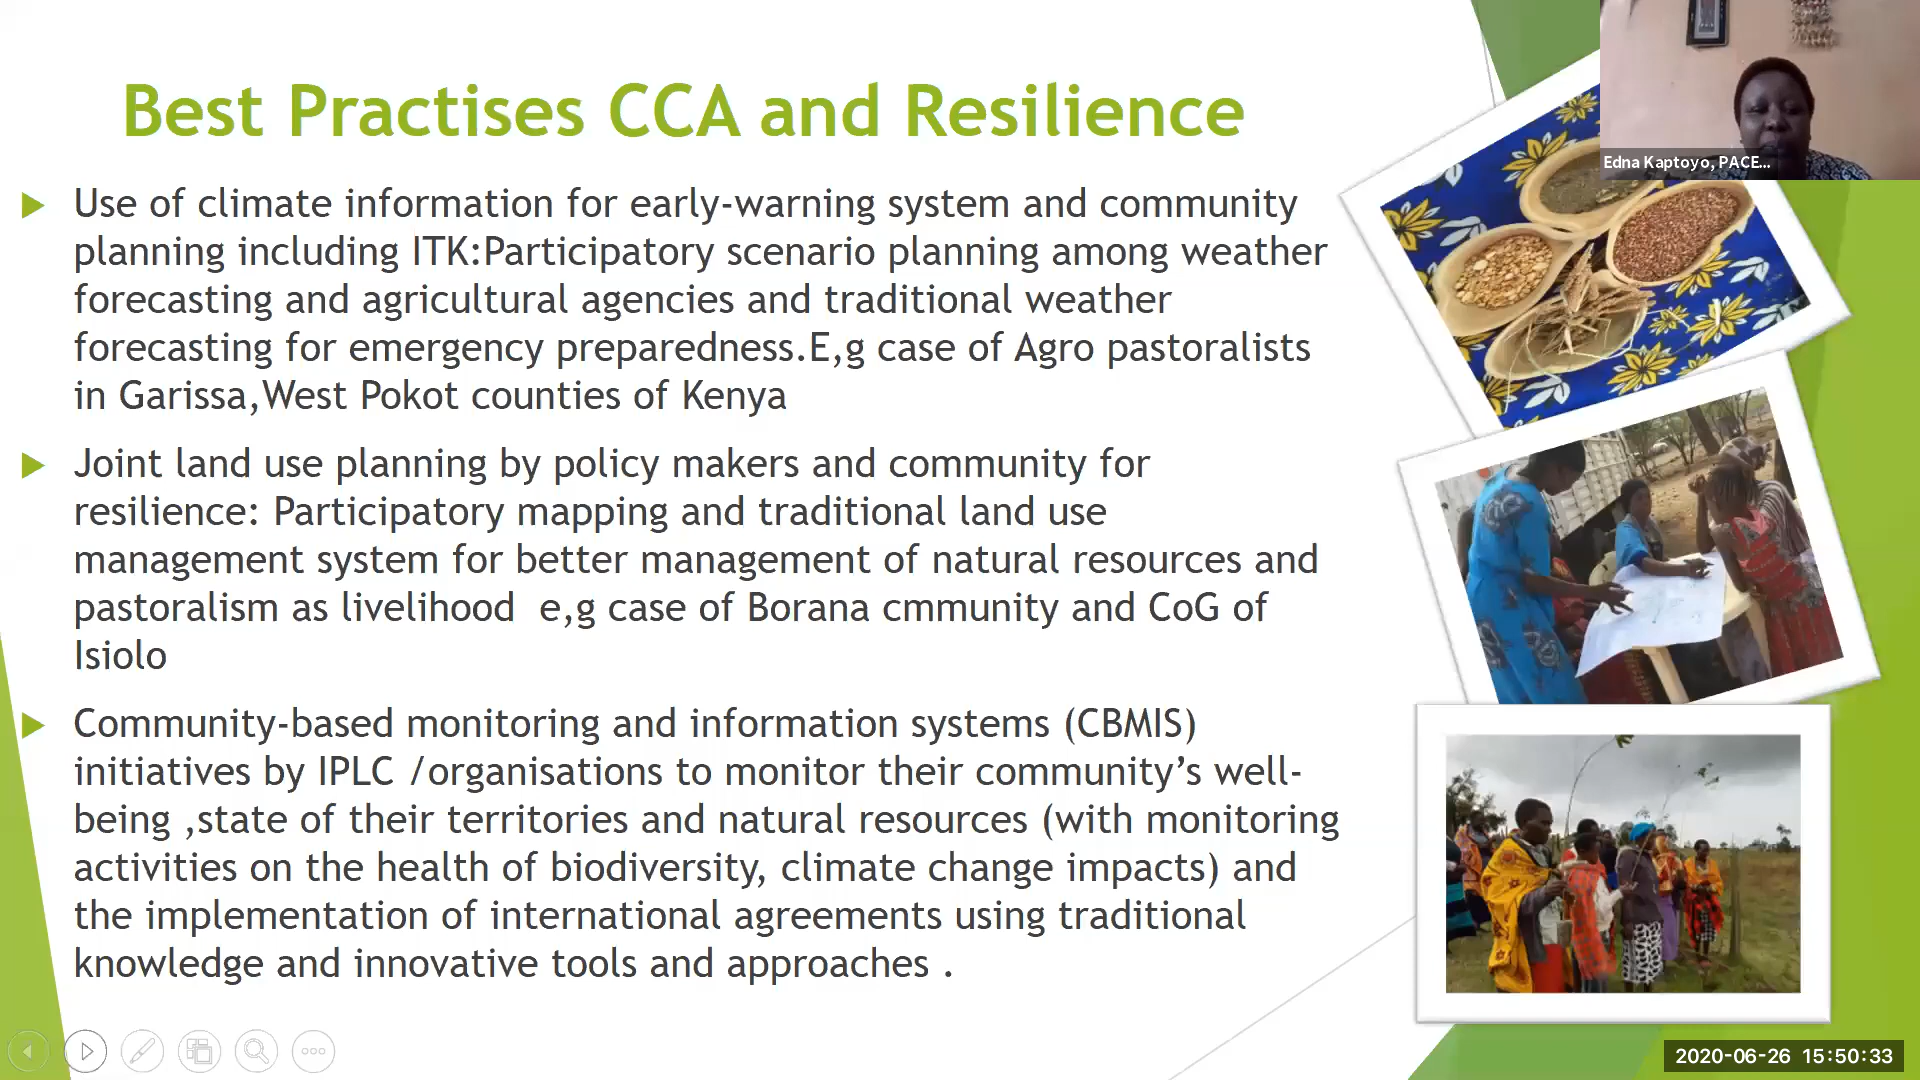 Best Practises CCA and Resilience
Use of climate information for early-warning system and community
planning including ITK:Participatory scenario planning among weather
forecasting and agricultural agencies and traditional weather
forecasting for emergency preparedness.E,g case of Agro pastoralists
in Garissa,West Pokot counties of Kenya
Joint land use planning by policy makers and community for
resilience: Participatory mapping and traditional land use
management system for better management of natural resources and
pastoralism as livelihood  e,g case of Borana cmmunity and CoG of
Isiolo
Community-based monitoring and information systems (CBMIS)
initiatives by IPLC /organisations to monitor their community’s well-
being ,state of their territories and natural resources (with monitoring
activities on the health of biodiversity, climate change impacts) and
the implementation of international agreements using traditional
knowledge and innovative tools and approaches .
Edna Kaptoyo, PACE...
2020-06-26 15:50:33